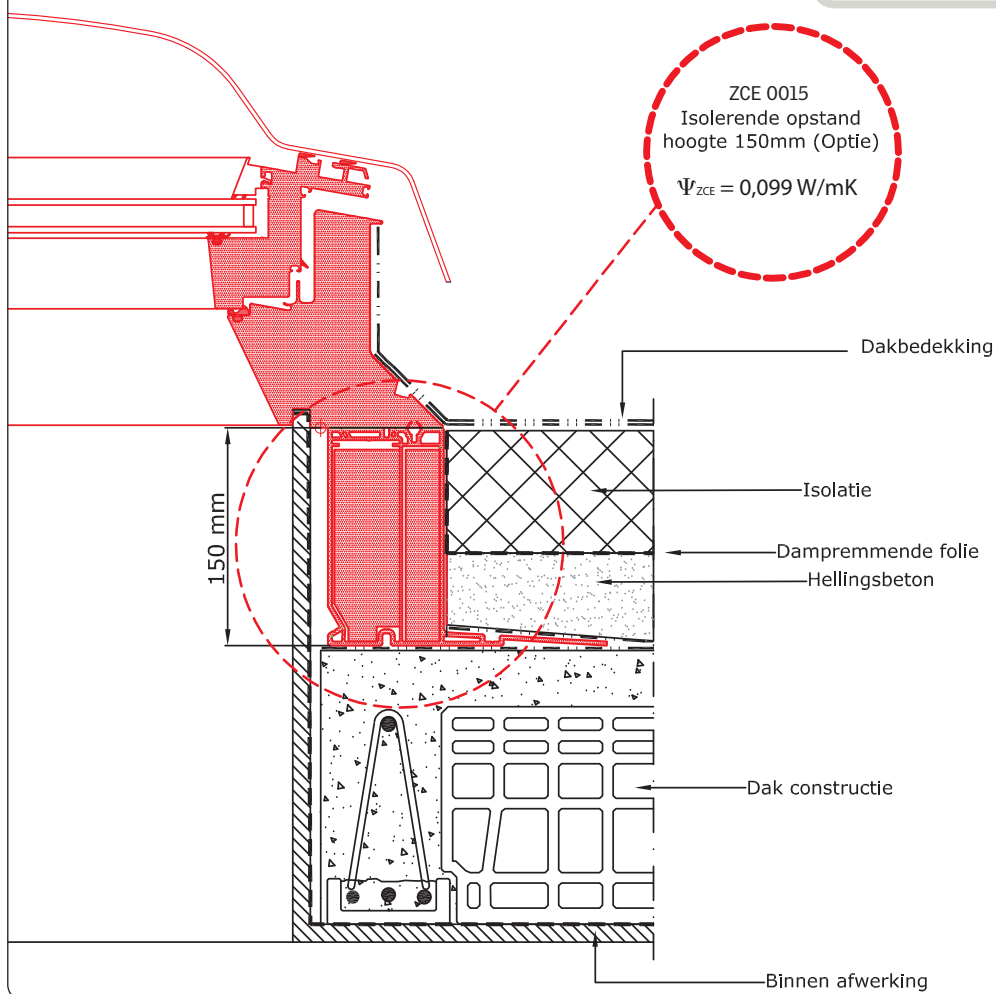 ZCE 0015
Isolerende opstand
hoogte 150mm (Optie)
ΨZCE = 0,099 W/mK
Dakbedekking
Isolatie
150 mm
Dampremmende folie
Hellingsbeton
Dak constructie
Binnen afwerking